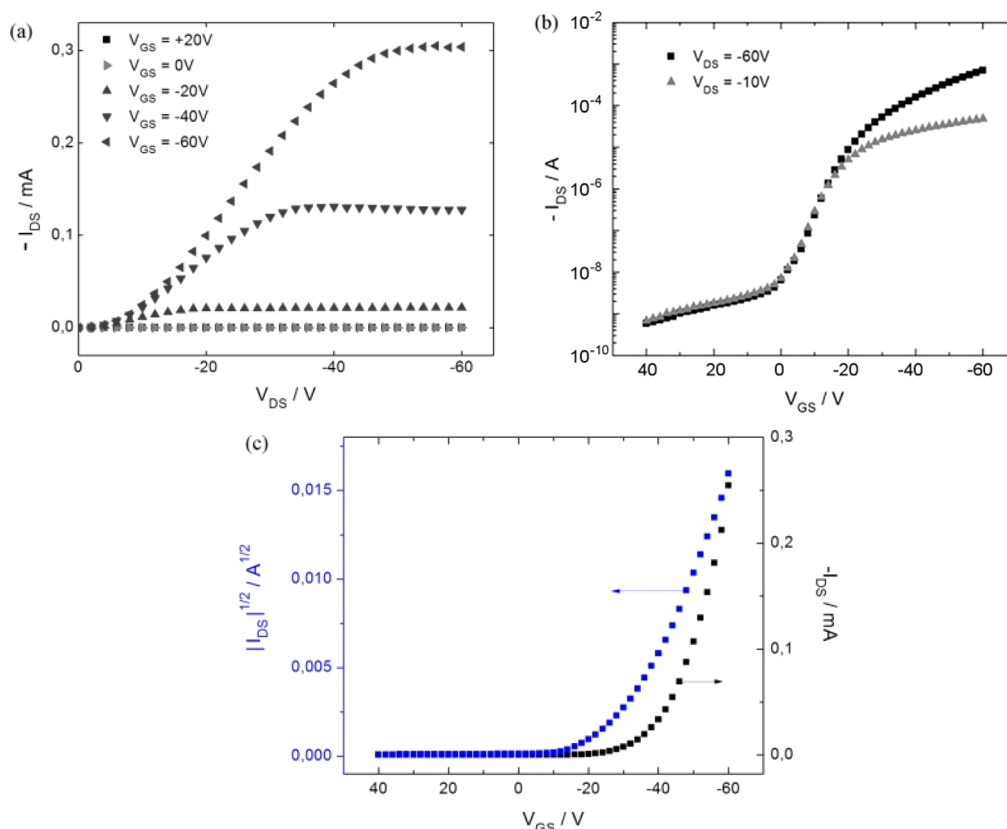 (a)
V_GS = +20V
V_GS = 0V
V_GS = -20V
V_GS = -40V
V_GS = -60V
- I_DS / mA
0,3
0,2
0,1
0,0
0
-20
-40
-60
V_DS / V
(b)
V_DS = -60V
V_DS = -10V
- I_DS / A
10^-2
10^-4
10^-6
10^-8
10^-10
40
20
0
-20
-40
-60
V_GS / V
(c)
| I_DS |^1/2 / A^1/2
0,015
0,010
0,005
0,000
0,3
0,2
0,1
0,0
-I_DS / mA
40
20
0
-20
-40
-60
V_GS / V